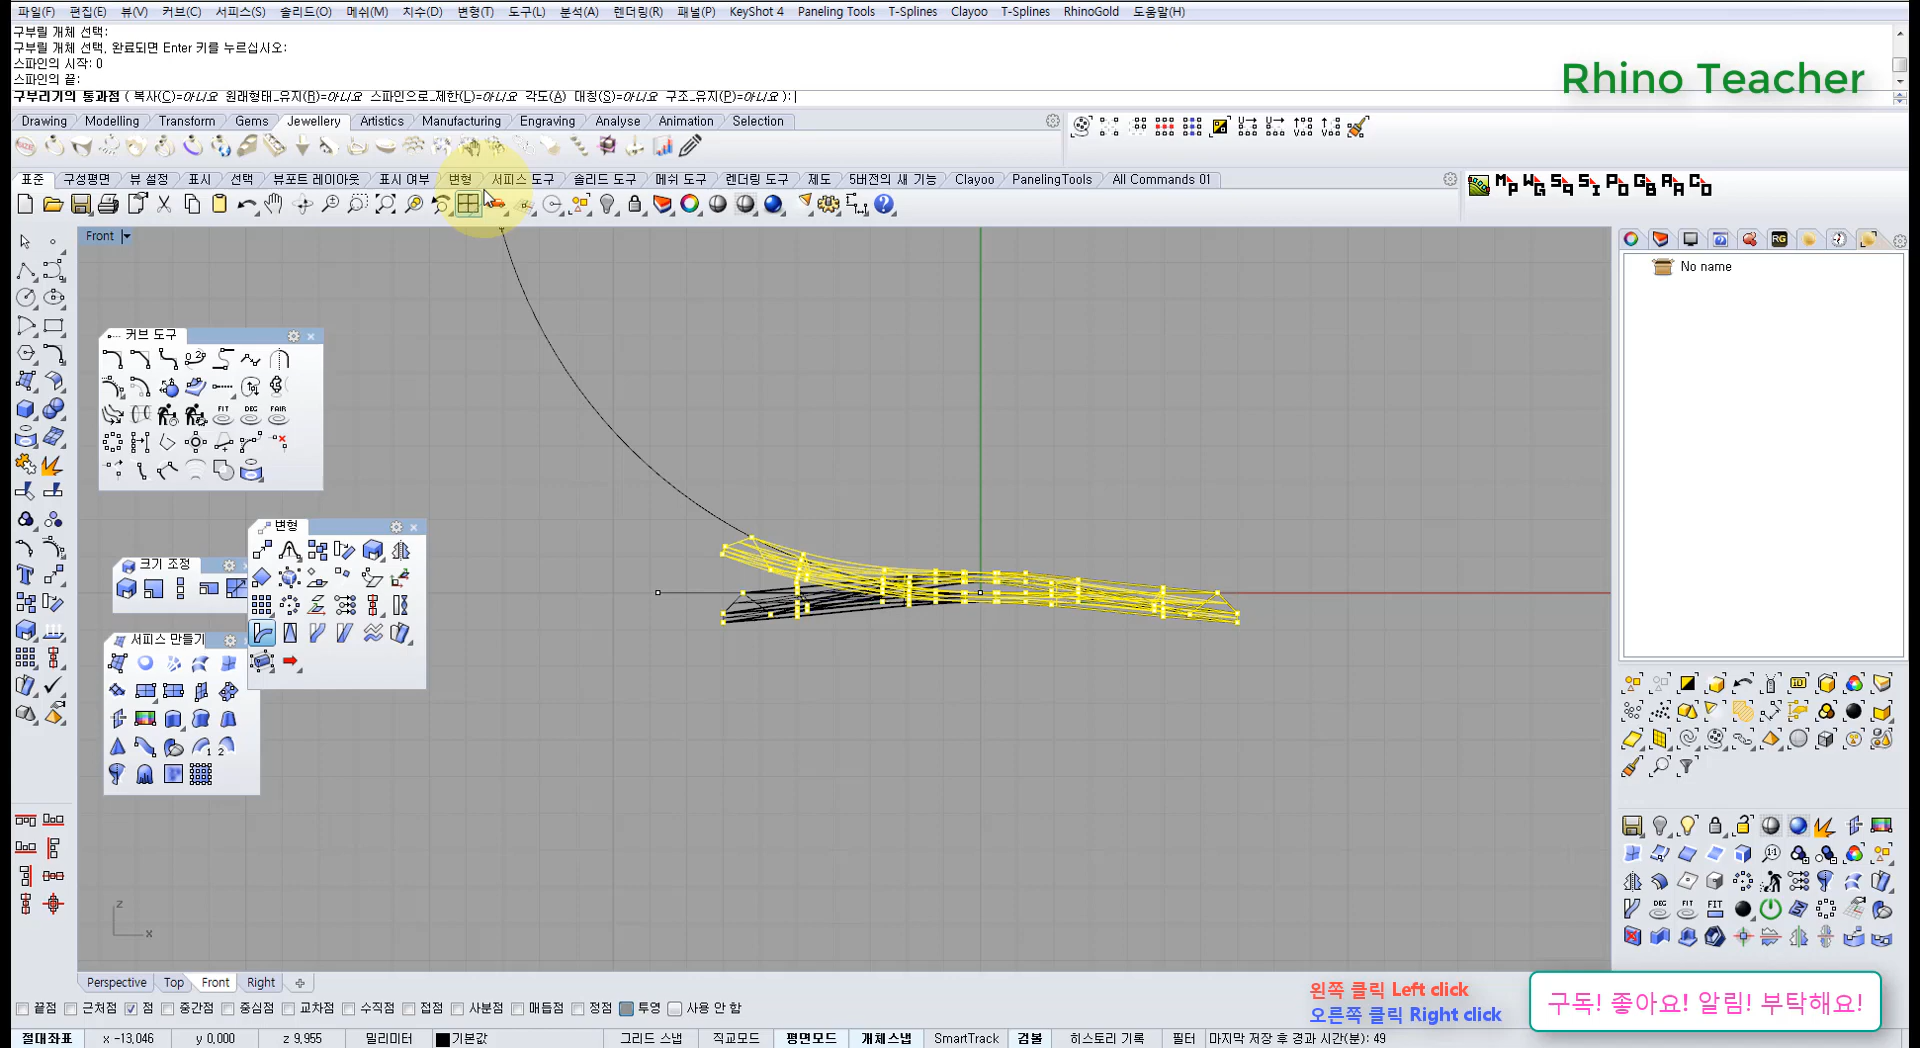 파일(F) 편집(E) 뷰(V) 커브(C) 서피스(S) 솔리드(O) 메쉬(M) 치수(D) 변형(T) 도구(L) 분석(A) 렌더링(R) 패널(P) KeyShot 4 Paneling Tools T-Splines Clayoo T-Splines RhinoGold 도움말(H)
구부릴 개체 선택:
구부릴 개체 선택, 완료되면 Enter 키를 누르십시오:
스파인의 시작: 0
스파인의 끝:
구부리기의 통과점 ( 복사(C)=아니요 원래형태_유지(R)=아니요 스파인으로_제한(L)=아니요 각도(A) 대칭(S)=아니요 구조_유지(P)=아니요 ):
Rhino Teacher
Drawing Modelling Transform Gems Jewellery Artistics Manufacturing Engraving Analyse Animation Selection
표준 구성평면 뷰 설정 표시 선택 뷰포트 레이아웃 표시 여부 변형 서피스 도구 솔리드 도구 메쉬 도구 렌더링 도구 제도 5버전의 새 기능 Clayoo PanelingTools All Commands 01
Front
No name
커브 도구
변형
크기 조정
서피스 만들기
z
x
Perspective Top Front Right
끝점 근처점 점 중간점 중심점 교차점 수직점 접점 사분점 매듭점 정점 투영 사용 안 함
왼쪽 클릭 Left click
오른쪽 클릭 Right click
구독! 좋아요! 알림! 부탁해요!
절대좌표 x -13,046 y 0,000 z 9,955 밀리미터 기본값 그리드 스냅 직교모드 평면모드 개체스냅 SmartTrack 검볼 히스토리 기록 필터 마지막 저장 후 경과 시간(분): 49